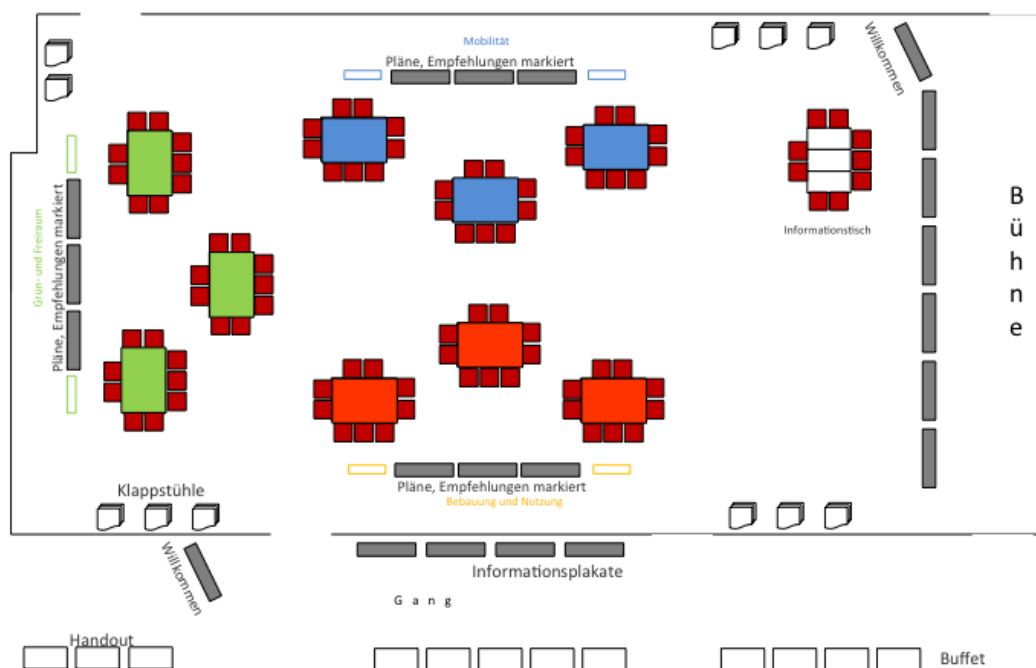 Mobilität
Pläne, Empfehlungen markiert
Willkommen
Grün- und Freiraum
Pläne, Empfehlungen markiert
Informationstisch
Bühne
Klappstühle
Pläne, Empfehlungen markiert
Bebauung und Nutzung
Willkommen
Informationsplakate
Gang
Handout
Buffet